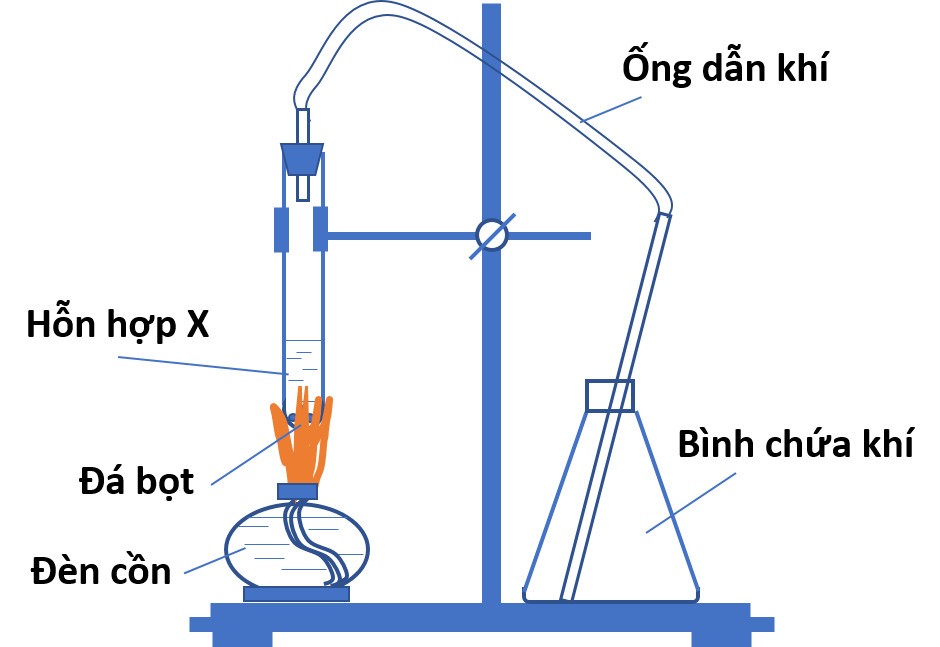 Ống dẫn khí
Hỗn hợp X
Bình chứa khí
Đá bọt
Đèn cồn